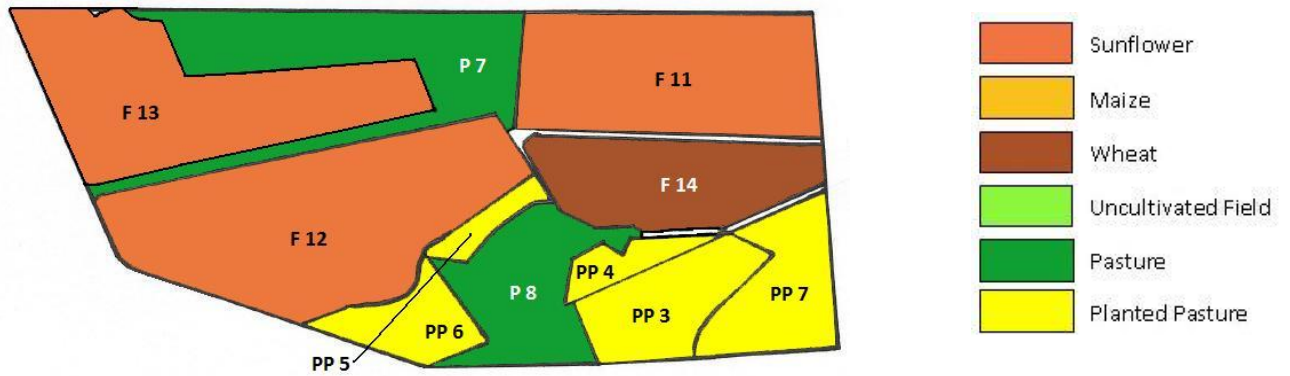 P 7
F 11
F 13
F 14
F 12
PP 4
P 8
PP 7
PP 3
PP 6
PP 5
Sunflower
Maize
Wheat
Uncultivated Field
Pasture
Planted Pasture